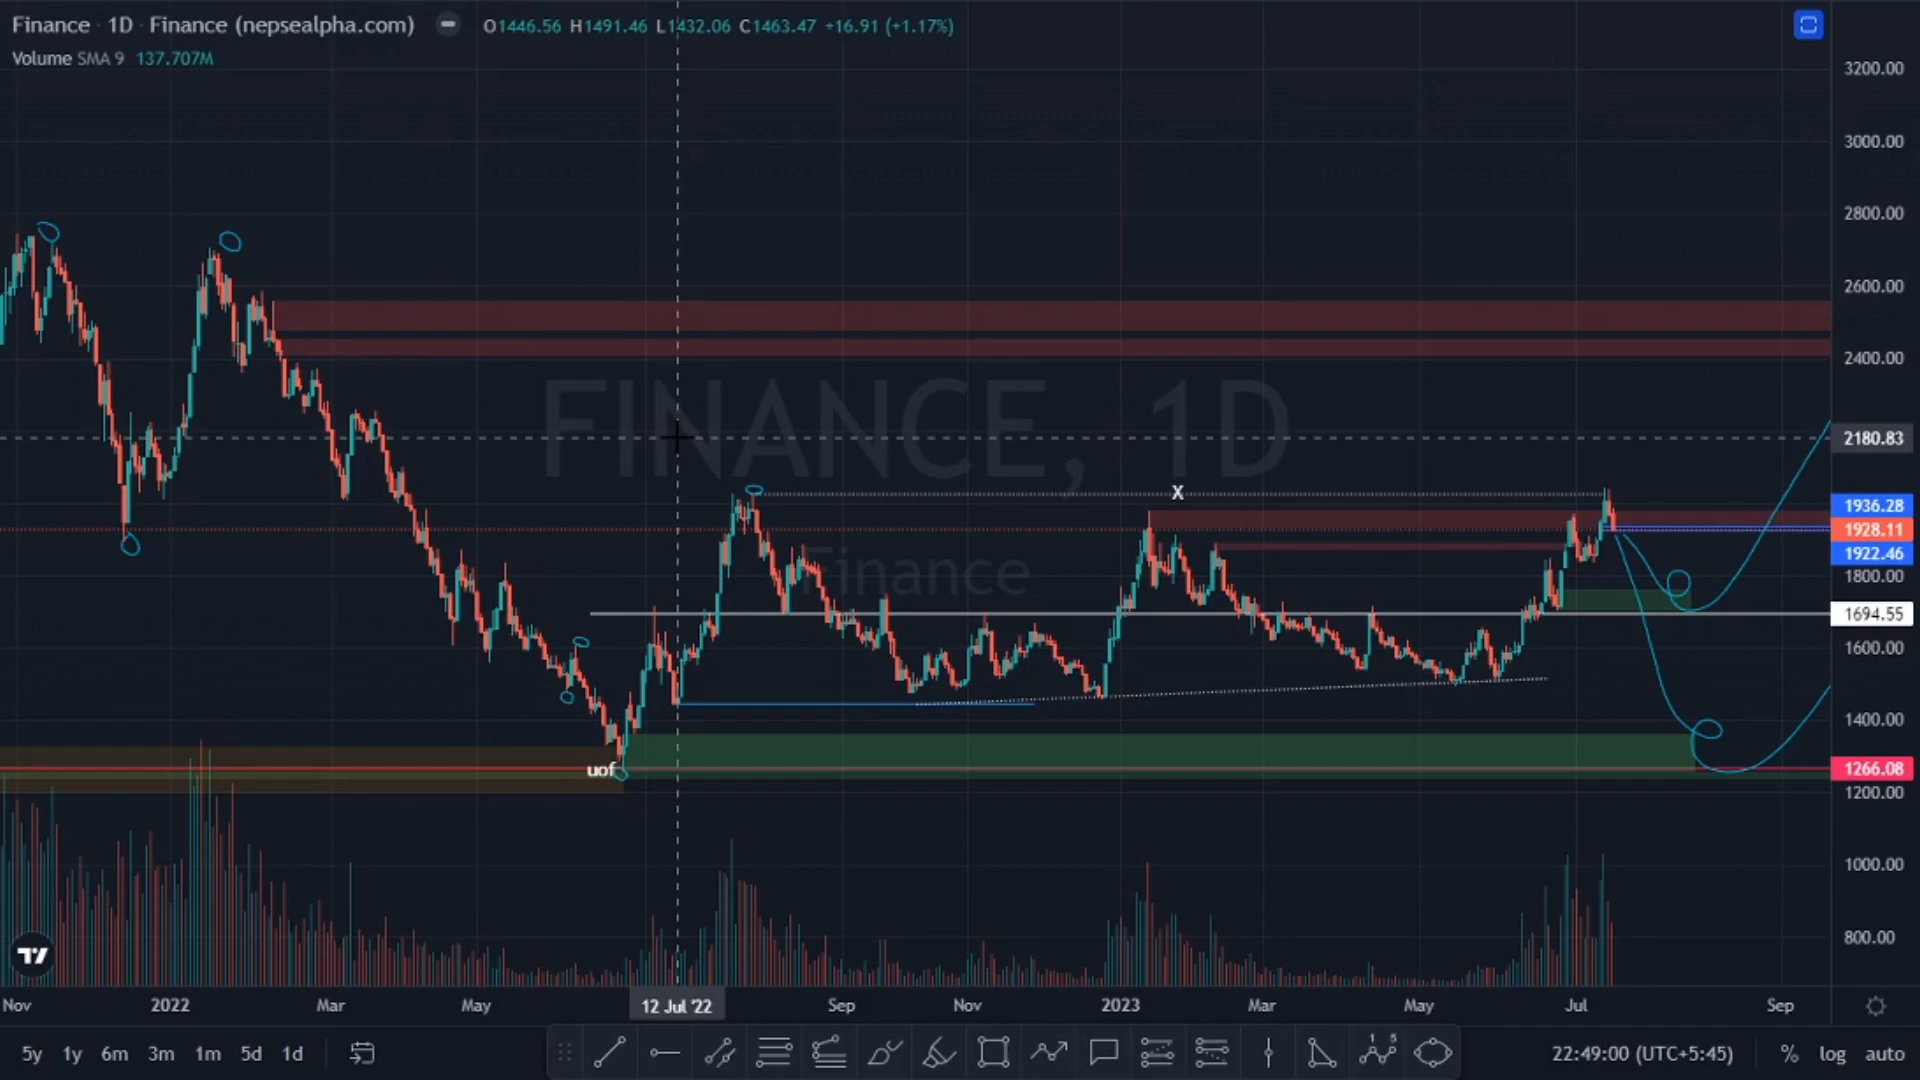 Finance · 1D · Finance (nepsealpha.com) O1446.56 H1491.46 L1432.06 C1463.47 +16.91 (+1.17%)
Volume SMA 9 137.707M
3200.00
3000.00
2800.00
2600.00
2400.00
FINANCE, 1D
2180.83
X
1936.28
1928.11
1922.46
Finance
1800.00
1694.55
1600.00
1400.00
uof
1266.08
1200.00
1000.00
800.00
Nov 2022 Mar May 12 Jul '22 Sep Nov 2023 Mar May Jul Sep
5y 1y 6m 3m 1m 5d 1d 22:49:00 (UTC+5:45) % log auto